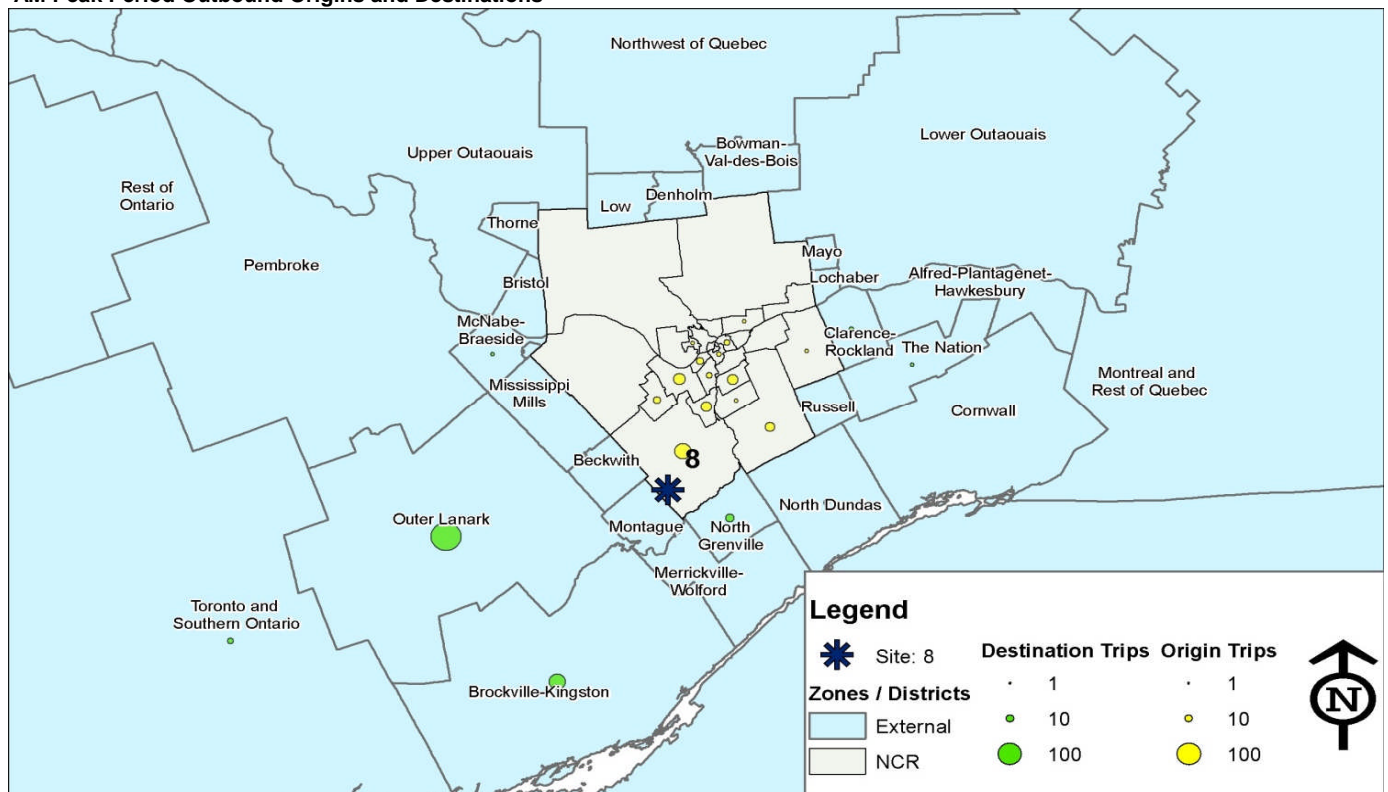 AM Peak Period Outbound Origins and Destinations
Northwest of Quebec
Lower Outaouais
Bowman-
Val-des-Bois
Upper Outaouais
Rest of
Ontario
Denholm
Low
Thorne
Mayo
Pembroke
Lochaber
Alfred-Plantagenet-
Hawkesbury
Bristol
McNabe-
Braeside
Clarence-
Rockland
The Nation
Montreal and
Rest of Quebec
Mississippi
Mills
Russell
Cornwall
Beckwith
8
North Dundas
Outer Lanark
Montague
North
Grenville
Merrickville-
Wolford
Toronto and
Southern Ontario
Brockville-Kingston
Legend
Site: 8
Destination Trips
Origin Trips
1
1
Zones / Districts
10
10
External
100
100
NCR
N